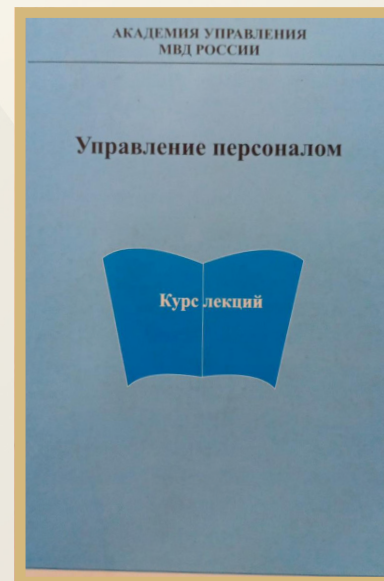 АКАДЕМИЯ УПРАВЛЕНИЯ
МВД РОССИИ
Управление персоналом
Курс лекций